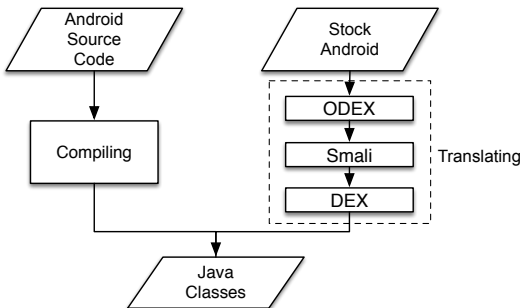 Android
Source
Code
Stock
Android
ODEX
Compiling
Smali
Translating
DEX
Java
Classes